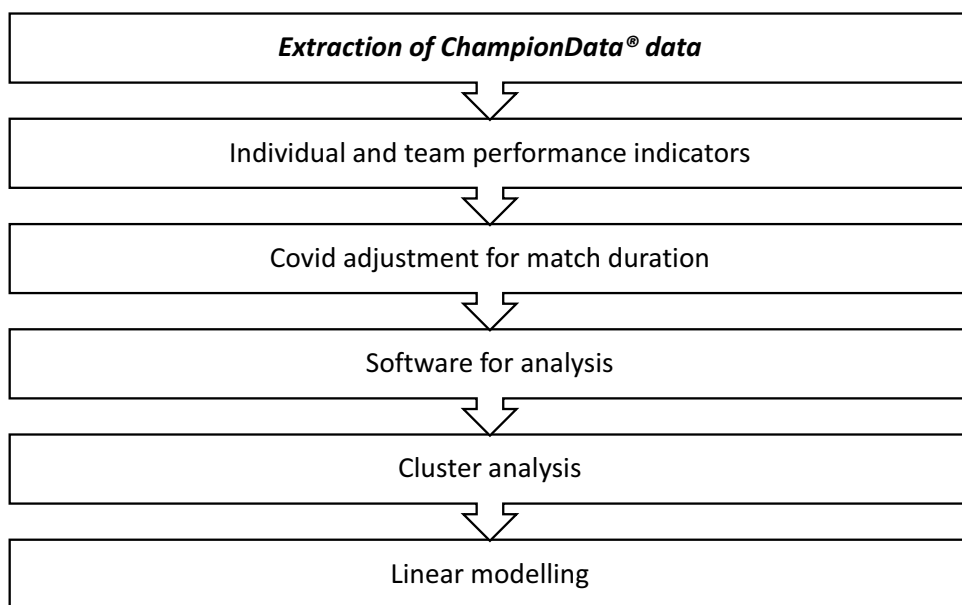 Extraction of ChampionData® data
Individual and team performance indicators
Covid adjustment for match duration
Software for analysis
Cluster analysis
Linear modelling